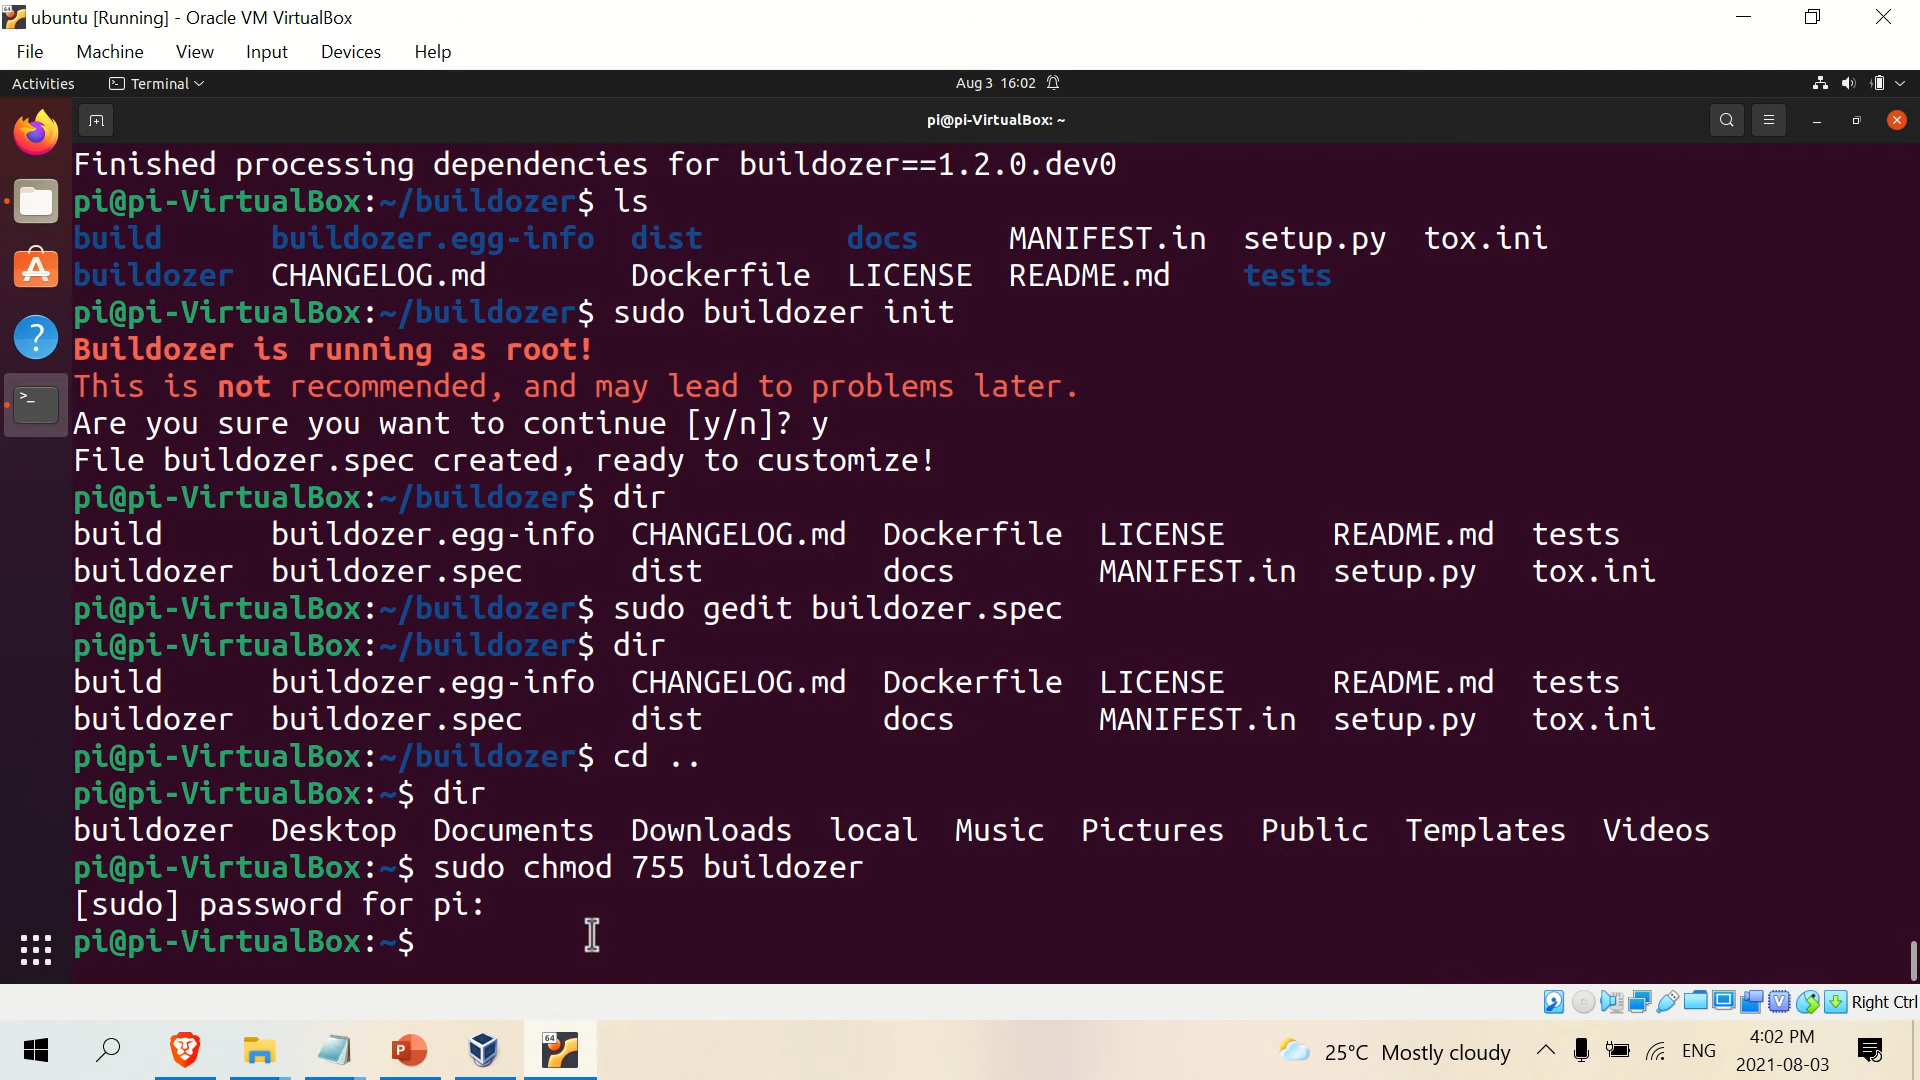 ubuntu [Running] - Oracle VM VirtualBox
File Machine View Input Devices Help
Activities Terminal Aug 3 16:02
pi@pi-VirtualBox: ~
Finished processing dependencies for buildozer==1.2.0.dev0
pi@pi-VirtualBox:~/buildozer$ ls
build buildozer.egg-info dist docs MANIFEST.in setup.py tox.ini
buildozer CHANGELOG.md Dockerfile LICENSE README.md tests
pi@pi-VirtualBox:~/buildozer$ sudo buildozer init
Buildozer is running as root!
This is not recommended, and may lead to problems later.
Are you sure you want to continue [y/n]? y
File buildozer.spec created, ready to customize!
pi@pi-VirtualBox:~/buildozer$ dir
build buildozer.egg-info CHANGELOG.md Dockerfile LICENSE README.md tests
buildozer buildozer.spec dist docs MANIFEST.in setup.py tox.ini
pi@pi-VirtualBox:~/buildozer$ sudo gedit buildozer.spec
pi@pi-VirtualBox:~/buildozer$ dir
build buildozer.egg-info CHANGELOG.md Dockerfile LICENSE README.md tests
buildozer buildozer.spec dist docs MANIFEST.in setup.py tox.ini
pi@pi-VirtualBox:~/buildozer$ cd ..
pi@pi-VirtualBox:~$ dir
buildozer Desktop Documents Downloads local Music Pictures Public Templates Videos
pi@pi-VirtualBox:~$ sudo chmod 755 buildozer
[sudo] password for pi:
pi@pi-VirtualBox:~$
Right Ctrl
25°C Mostly cloudy ENG 4:02 PM
2021-08-03